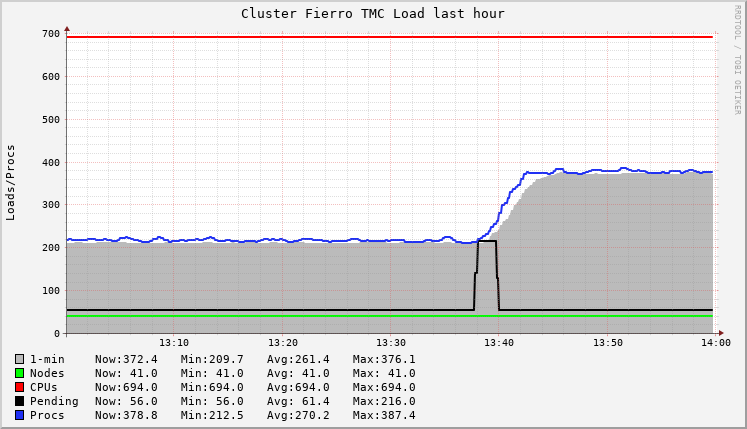 Cluster Fierro TMC Load last hour
RRDTOOL / TOBI OETIKER
Loads/Procs
700
600
500
400
300
200
100
0
13:10 13:20 13:30 13:40 13:50 14:00
1-min Now:372.4 Min:209.7 Avg:261.4 Max:376.1
Nodes Now: 41.0 Min: 41.0 Avg: 41.0 Max: 41.0
CPUs Now:694.0 Min:694.0 Avg:694.0 Max:694.0
Pending Now: 56.0 Min: 56.0 Avg: 61.4 Max:216.0
Procs Now:378.8 Min:212.5 Avg:270.2 Max:387.4